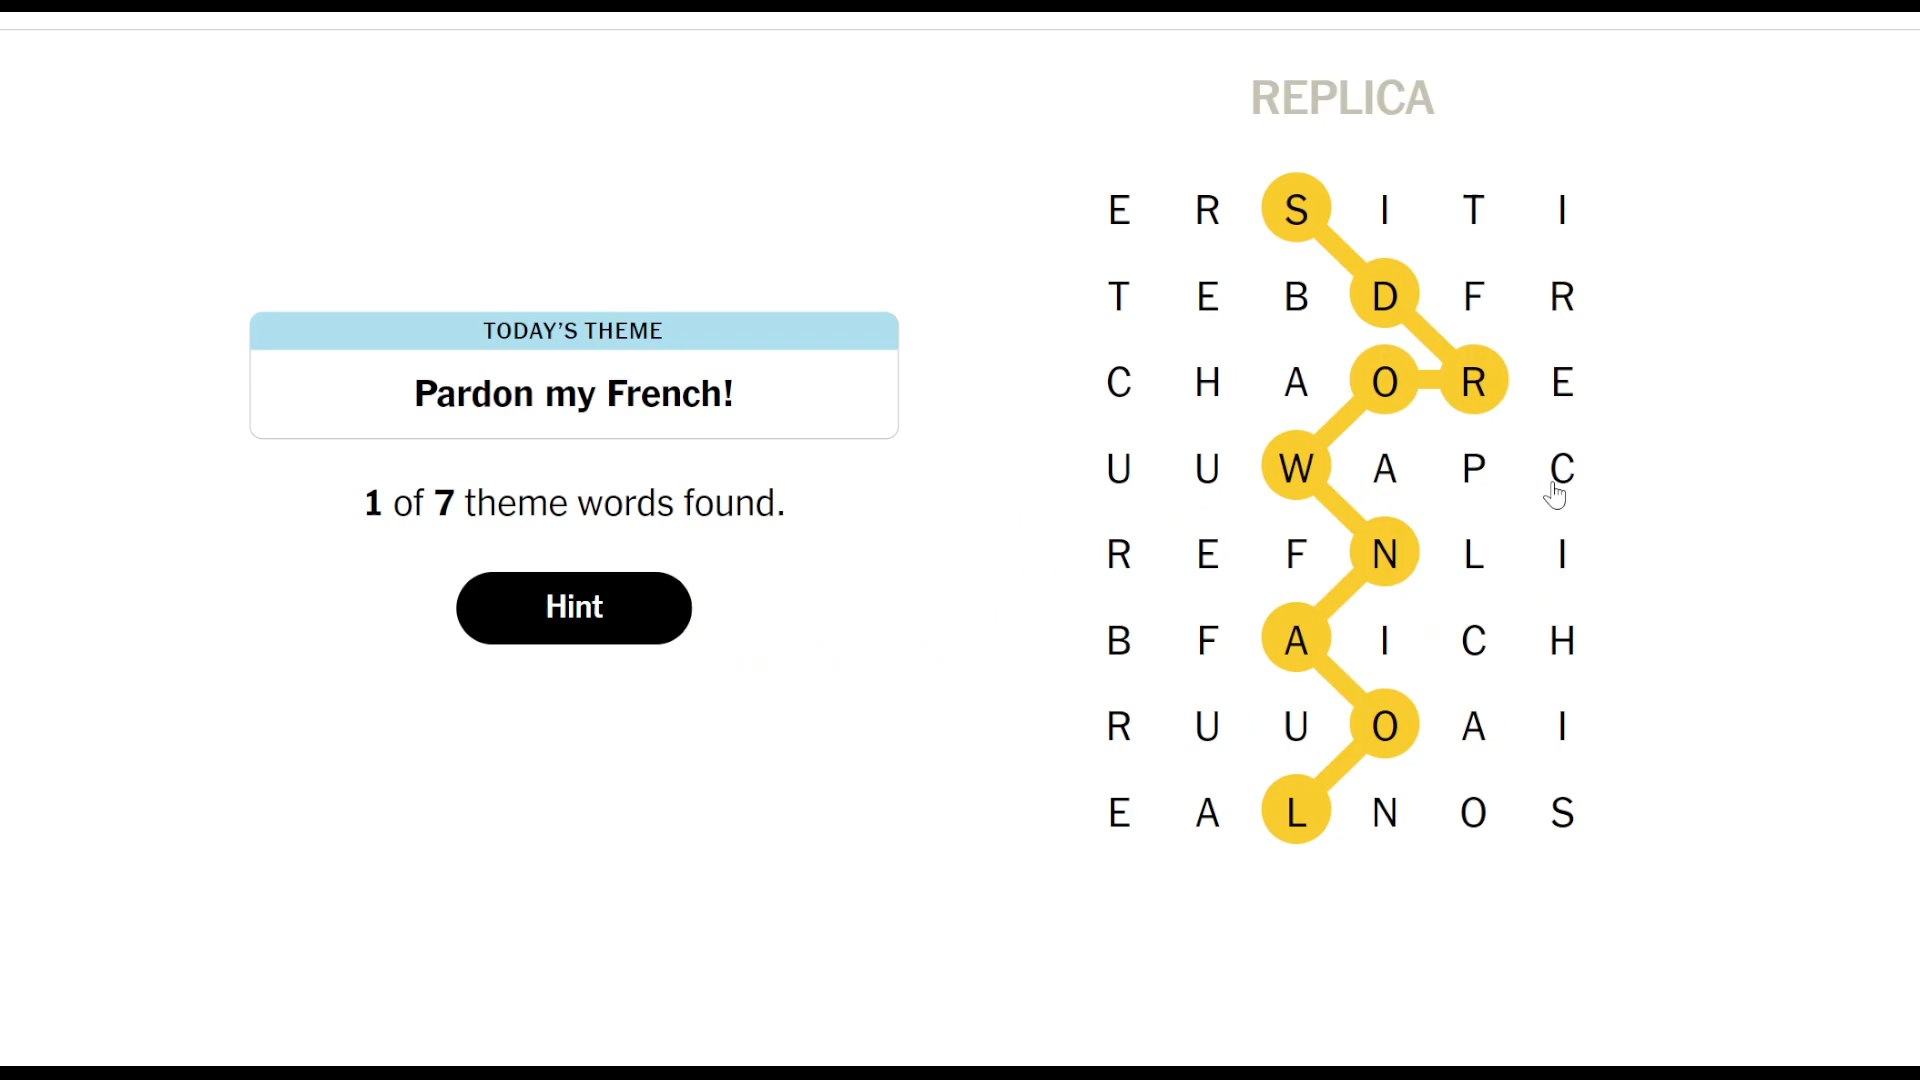 REPLICA
TODAY’S THEME
Pardon my French!
1 of 7 theme words found.
Hint
E R S I T I
T E B D F R
C H A O R E
U U W A P C
R E F N L I
B F A I C H
R U U O A I
E A L N O S